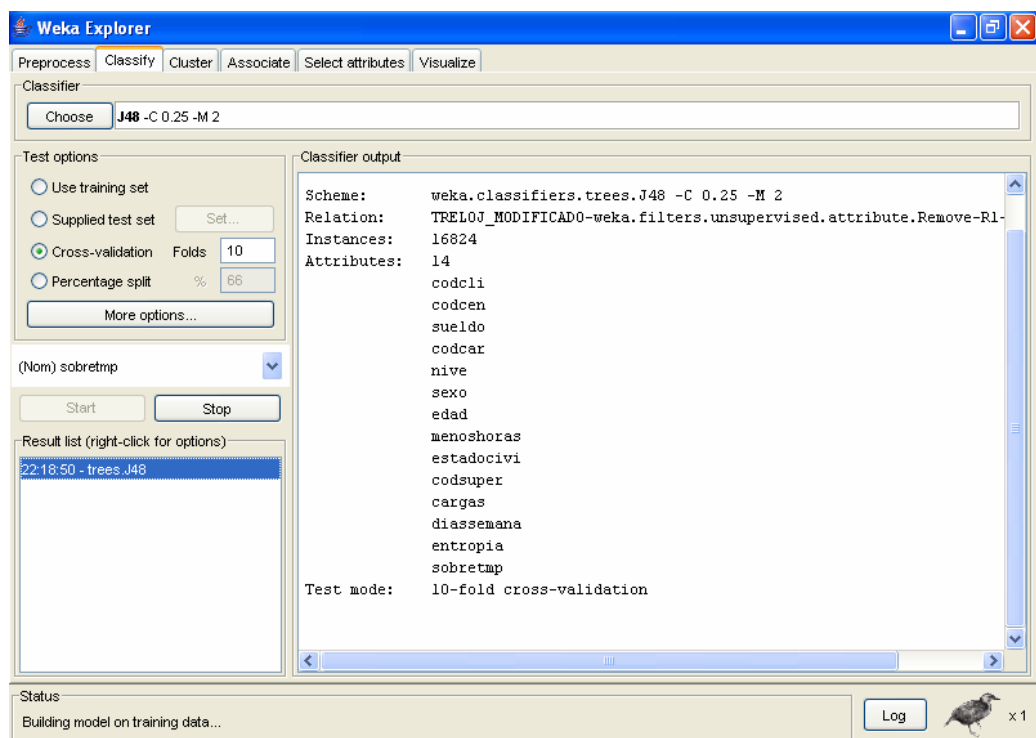 Weka Explorer
Preprocess Classify Cluster Associate Select attributes Visualize
Classifier
Choose J48 -C 0.25 -M 2
Test options
Use training set
Supplied test set Set...
Cross-validation Folds 10
Percentage split % 66
More options...
(Nom) sobretmp
Start Stop
Result list (right-click for options)
22:18:50 - trees.J48
Classifier output
Scheme: weka.classifiers.trees.J48 -C 0.25 -M 2
Relation: TRELOJ_MODIFICADO-weka.filters.unsupervised.attribute.Remove-R1-
Instances: 16824
Attributes: 14
codcli
codcen
sueldo
codcar
nive
sexo
edad
menoshoras
estadocivi
codsuper
cargas
diassemana
entropia
sobretmp
Test mode: 10-fold cross-validation
Status
Building model on training data...
Log
x 1